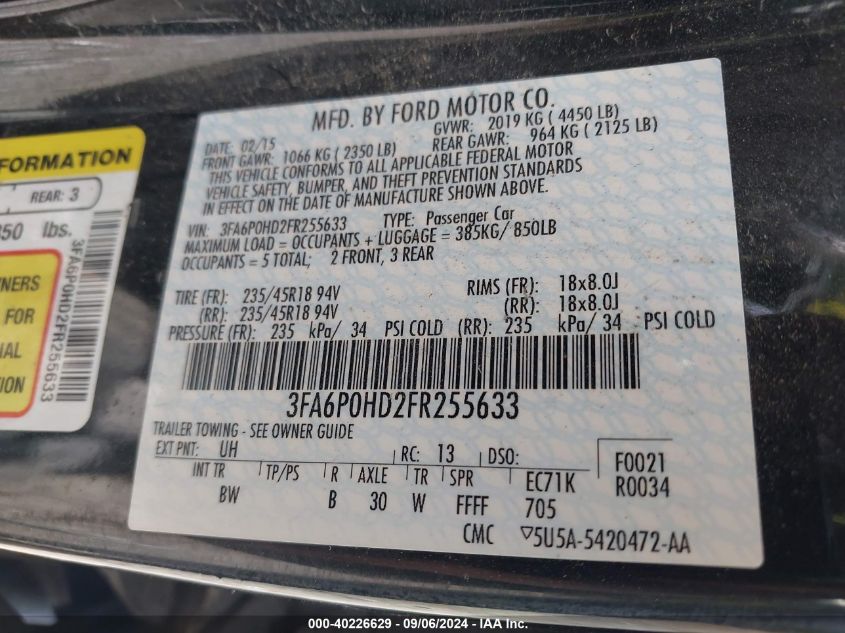 MFD. BY FORD MOTOR CO.
DATE: 02/15 GVWR: 2019 KG ( 4450 LB)
FRONT GAWR: 1066 KG ( 2350 LB) REAR GAWR: 964 KG ( 2125 LB)
THIS VEHICLE CONFORMS TO ALL APPLICABLE FEDERAL MOTOR
VEHICLE SAFETY, BUMPER, AND THEFT PREVENTION STANDARDS
IN EFFECT ON THE DATE OF MANUFACTURE SHOWN ABOVE.
VIN: 3FA6P0HD2FR255633 TYPE: Passenger Car
MAXIMUM LOAD = OCCUPANTS + LUGGAGE = 385KG/ 850LB
OCCUPANTS = 5 TOTAL; 2 FRONT, 3 REAR
TIRE (FR): 235/45R18 94V RIMS (FR): 18x8.0J
(RR): 235/45R18 94V (RR): 18x8.0J
PRESSURE (FR): 235 kPa/ 34 PSI COLD (RR): 235 kPa/ 34 PSI COLD
3FA6P0HD2FR255633
TRAILER TOWING - SEE OWNER GUIDE
EXT PNT: UH RC: 13 DSO: F0021
INT TR TP/PS R AXLE TR SPR EC71K R0034
BW B 30 W FFFF 705
CMC ▽5U5A-5420472-AA
FORMATION
REAR: 3
850 lbs.
3FA6P0HD2FR255633
FOR
000-40226629 - 09/06/2024 - IAA Inc.